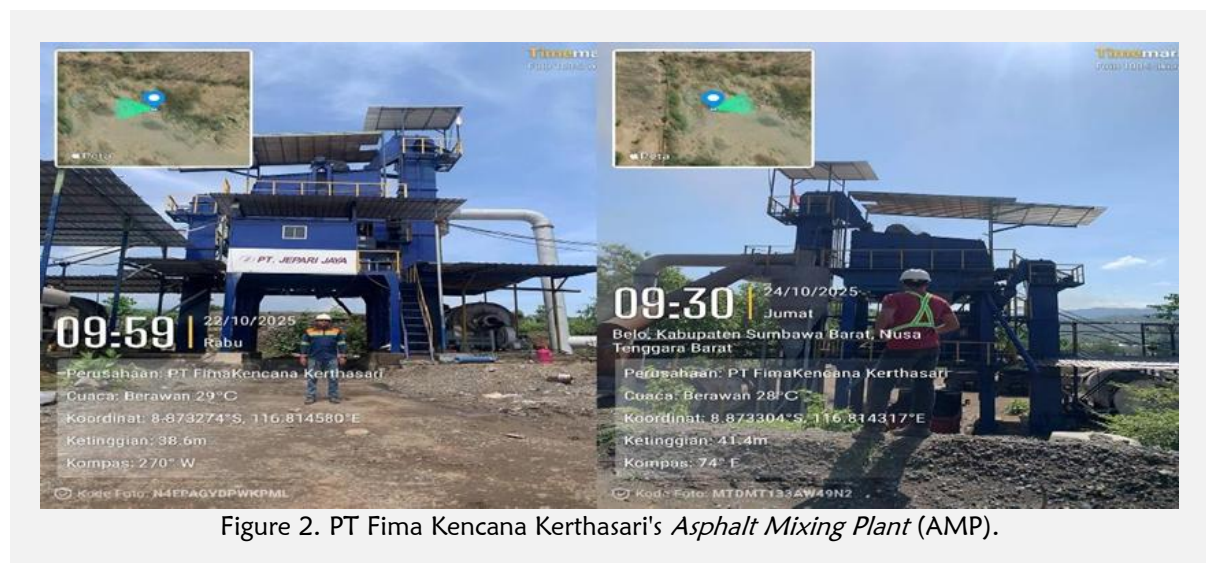 Peta
PT. JEPARI JAYA
09:59
22/10/2025
Rabu
Perusahaan: PT FimaKencana Kerthasari
Cuaca: Berawan 29°C
Koordinat: 8.873274°S, 116.814580°E
Ketinggian: 38.6m
Kompas: 270° W
Kode Foto: N4EPAGYDPWKPML
Peta
09:30
24/10/2025
Jumat
Belo, Kabupaten Sumbawa Barat, Nusa
Tenggara Barat
Perusahaan: PT FimaKencana Kerthasari
Cuaca: Berawan 28°C
Koordinat: 8.873304°S, 116.814317°E
Ketinggian: 41.4m
Kompas: 74° E
Kode Foto: MTDMT133AW49N2
Figure 2. PT Fima Kencana Kerthasari's Asphalt Mixing Plant (AMP).